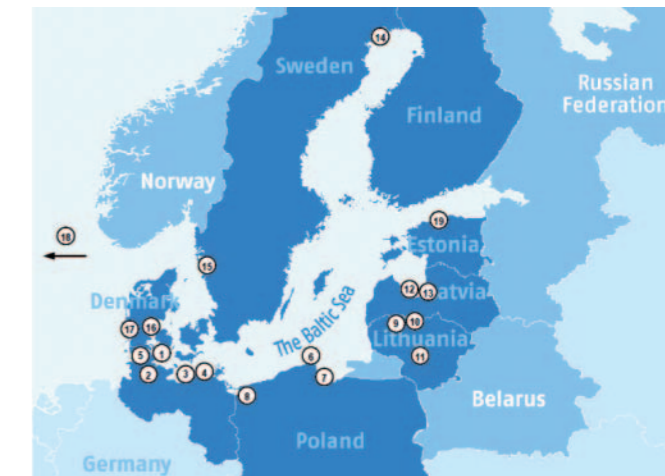 14
Sweden
Russian
Federation
Finland
Norway
18
19
15
Estonia
12
13
Latvia
Denmark
17
16
The Baltic Sea
9
10
Lithuania
5
1
6
11
2
3
4
7
8
Belarus
Poland
Germany